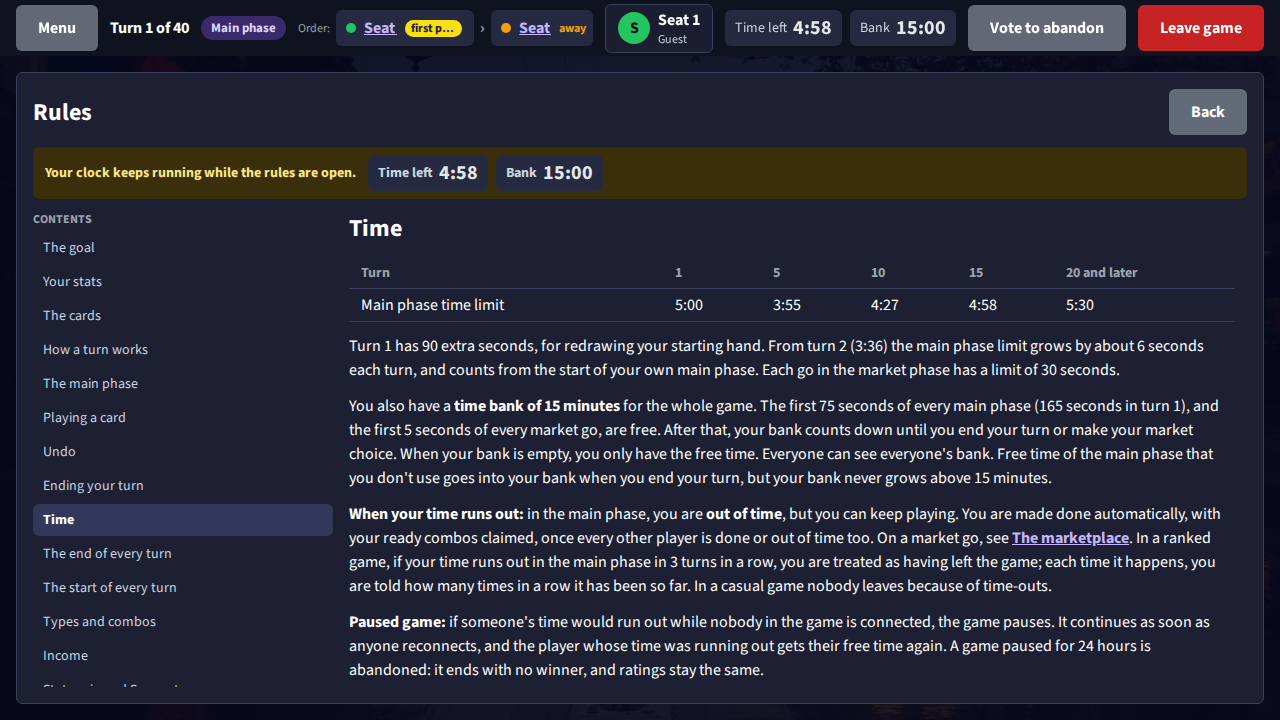 Menu
Turn 1 of 40
Main phase
Order:
Seat
first p...
›
Seat
away
S
Seat 1
Guest
Time left 4:58
Bank 15:00
Vote to abandon
Leave game
Rules
Back
Your clock keeps running while the rules are open.
Time left 4:58
Bank 15:00
CONTENTS
The goal
Your stats
The cards
How a turn works
The main phase
Playing a card
Undo
Ending your turn
Time
The end of every turn
The start of every turn
Types and combos
Income
Time
Turn 1 5 10 15 20 and later
Main phase time limit 5:00 3:55 4:27 4:58 5:30
Turn 1 has 90 extra seconds, for redrawing your starting hand. From turn 2 (3:36) the main phase limit grows by about 6 seconds
each turn, and counts from the start of your own main phase. Each go in the market phase has a limit of 30 seconds.
You also have a time bank of 15 minutes for the whole game. The first 75 seconds of every main phase (165 seconds in turn 1), and
the first 5 seconds of every market go, are free. After that, your bank counts down until you end your turn or make your market
choice. When your bank is empty, you only have the free time. Everyone can see everyone's bank. Free time of the main phase that
you don't use goes into your bank when you end your turn, but your bank never grows above 15 minutes.
When your time runs out: in the main phase, you are out of time, but you can keep playing. You are made done automatically, with
your ready combos claimed, once every other player is done or out of time too. On a market go, see The marketplace. In a ranked
game, if your time runs out in the main phase in 3 turns in a row, you are treated as having left the game; each time it happens, you
are told how many times in a row it has been so far. In a casual game nobody leaves because of time-outs.
Paused game: if someone's time would run out while nobody in the game is connected, the game pauses. It continues as soon as
anyone reconnects, and the player whose time was running out gets their free time again. A game paused for 24 hours is
abandoned: it ends with no winner, and ratings stay the same.